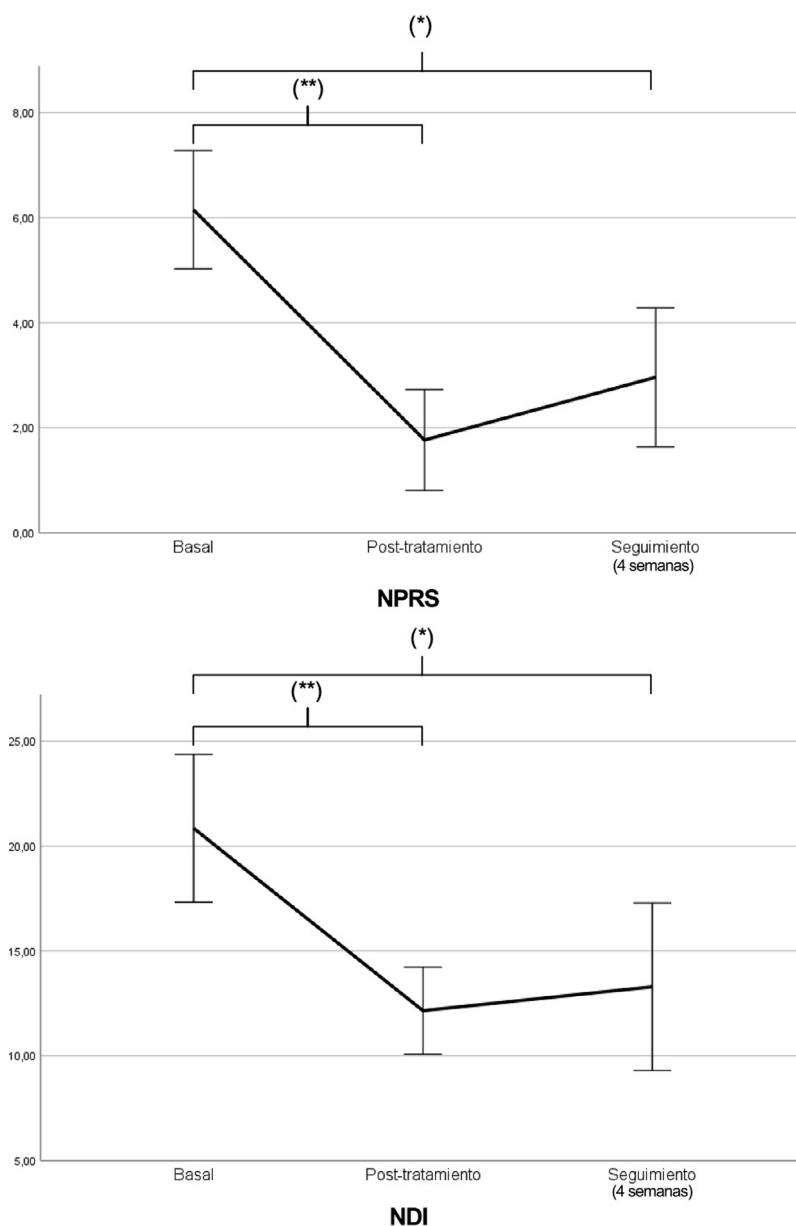 (*)
(**)
8,00
6,00
4,00
2,00
0,00
Basal
Post-tratamiento
Seguimiento
(4 semanas)
NPRS
(*)
(**)
25,00
20,00
15,00
10,00
5,00
Basal
Post-tratamiento
Seguimiento
(4 semanas)
NDI